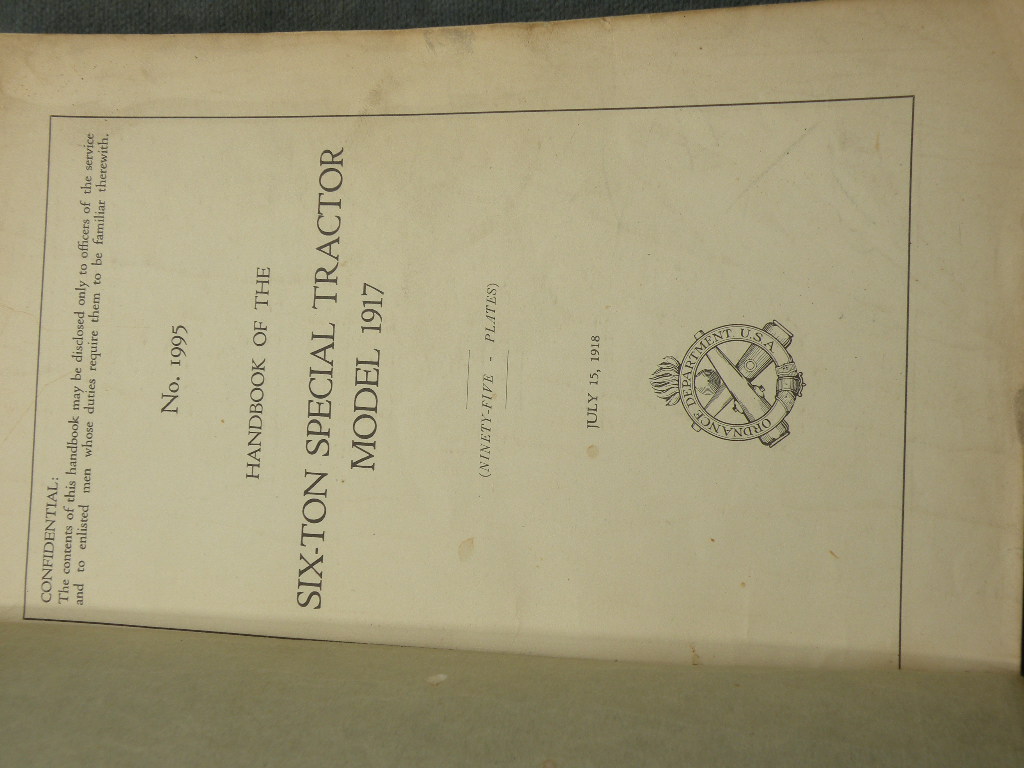 CONFIDENTIAL:
The contents of this handbook may be disclosed only to officers of the service
and to enlisted men whose duties require them to be familiar therewith.
No. 1995
HANDBOOK OF THE
SIX-TON SPECIAL TRACTOR
MODEL 1917
(NINETY-FIVE - PLATES)
JULY 15, 1918
ORDNANCE DEPARTMENT U.S.A.